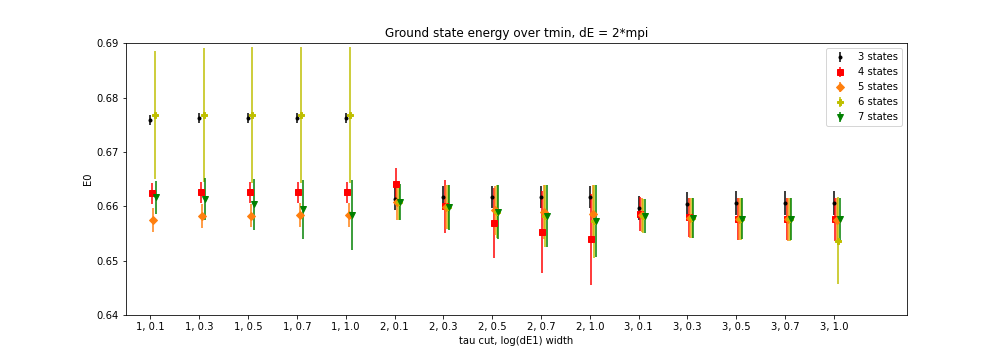 Ground state energy over tmin, dE = 2*mpi
0.69
0.68
0.67
0.66
0.65
0.64
E0
3 states
4 states
5 states
6 states
7 states
1, 0.1 1, 0.3 1, 0.5 1, 0.7 1, 1.0 2, 0.1 2, 0.3 2, 0.5 2, 0.7 2, 1.0 3, 0.1 3, 0.3 3, 0.5 3, 0.7 3, 1.0
tau cut, log(dE1) width